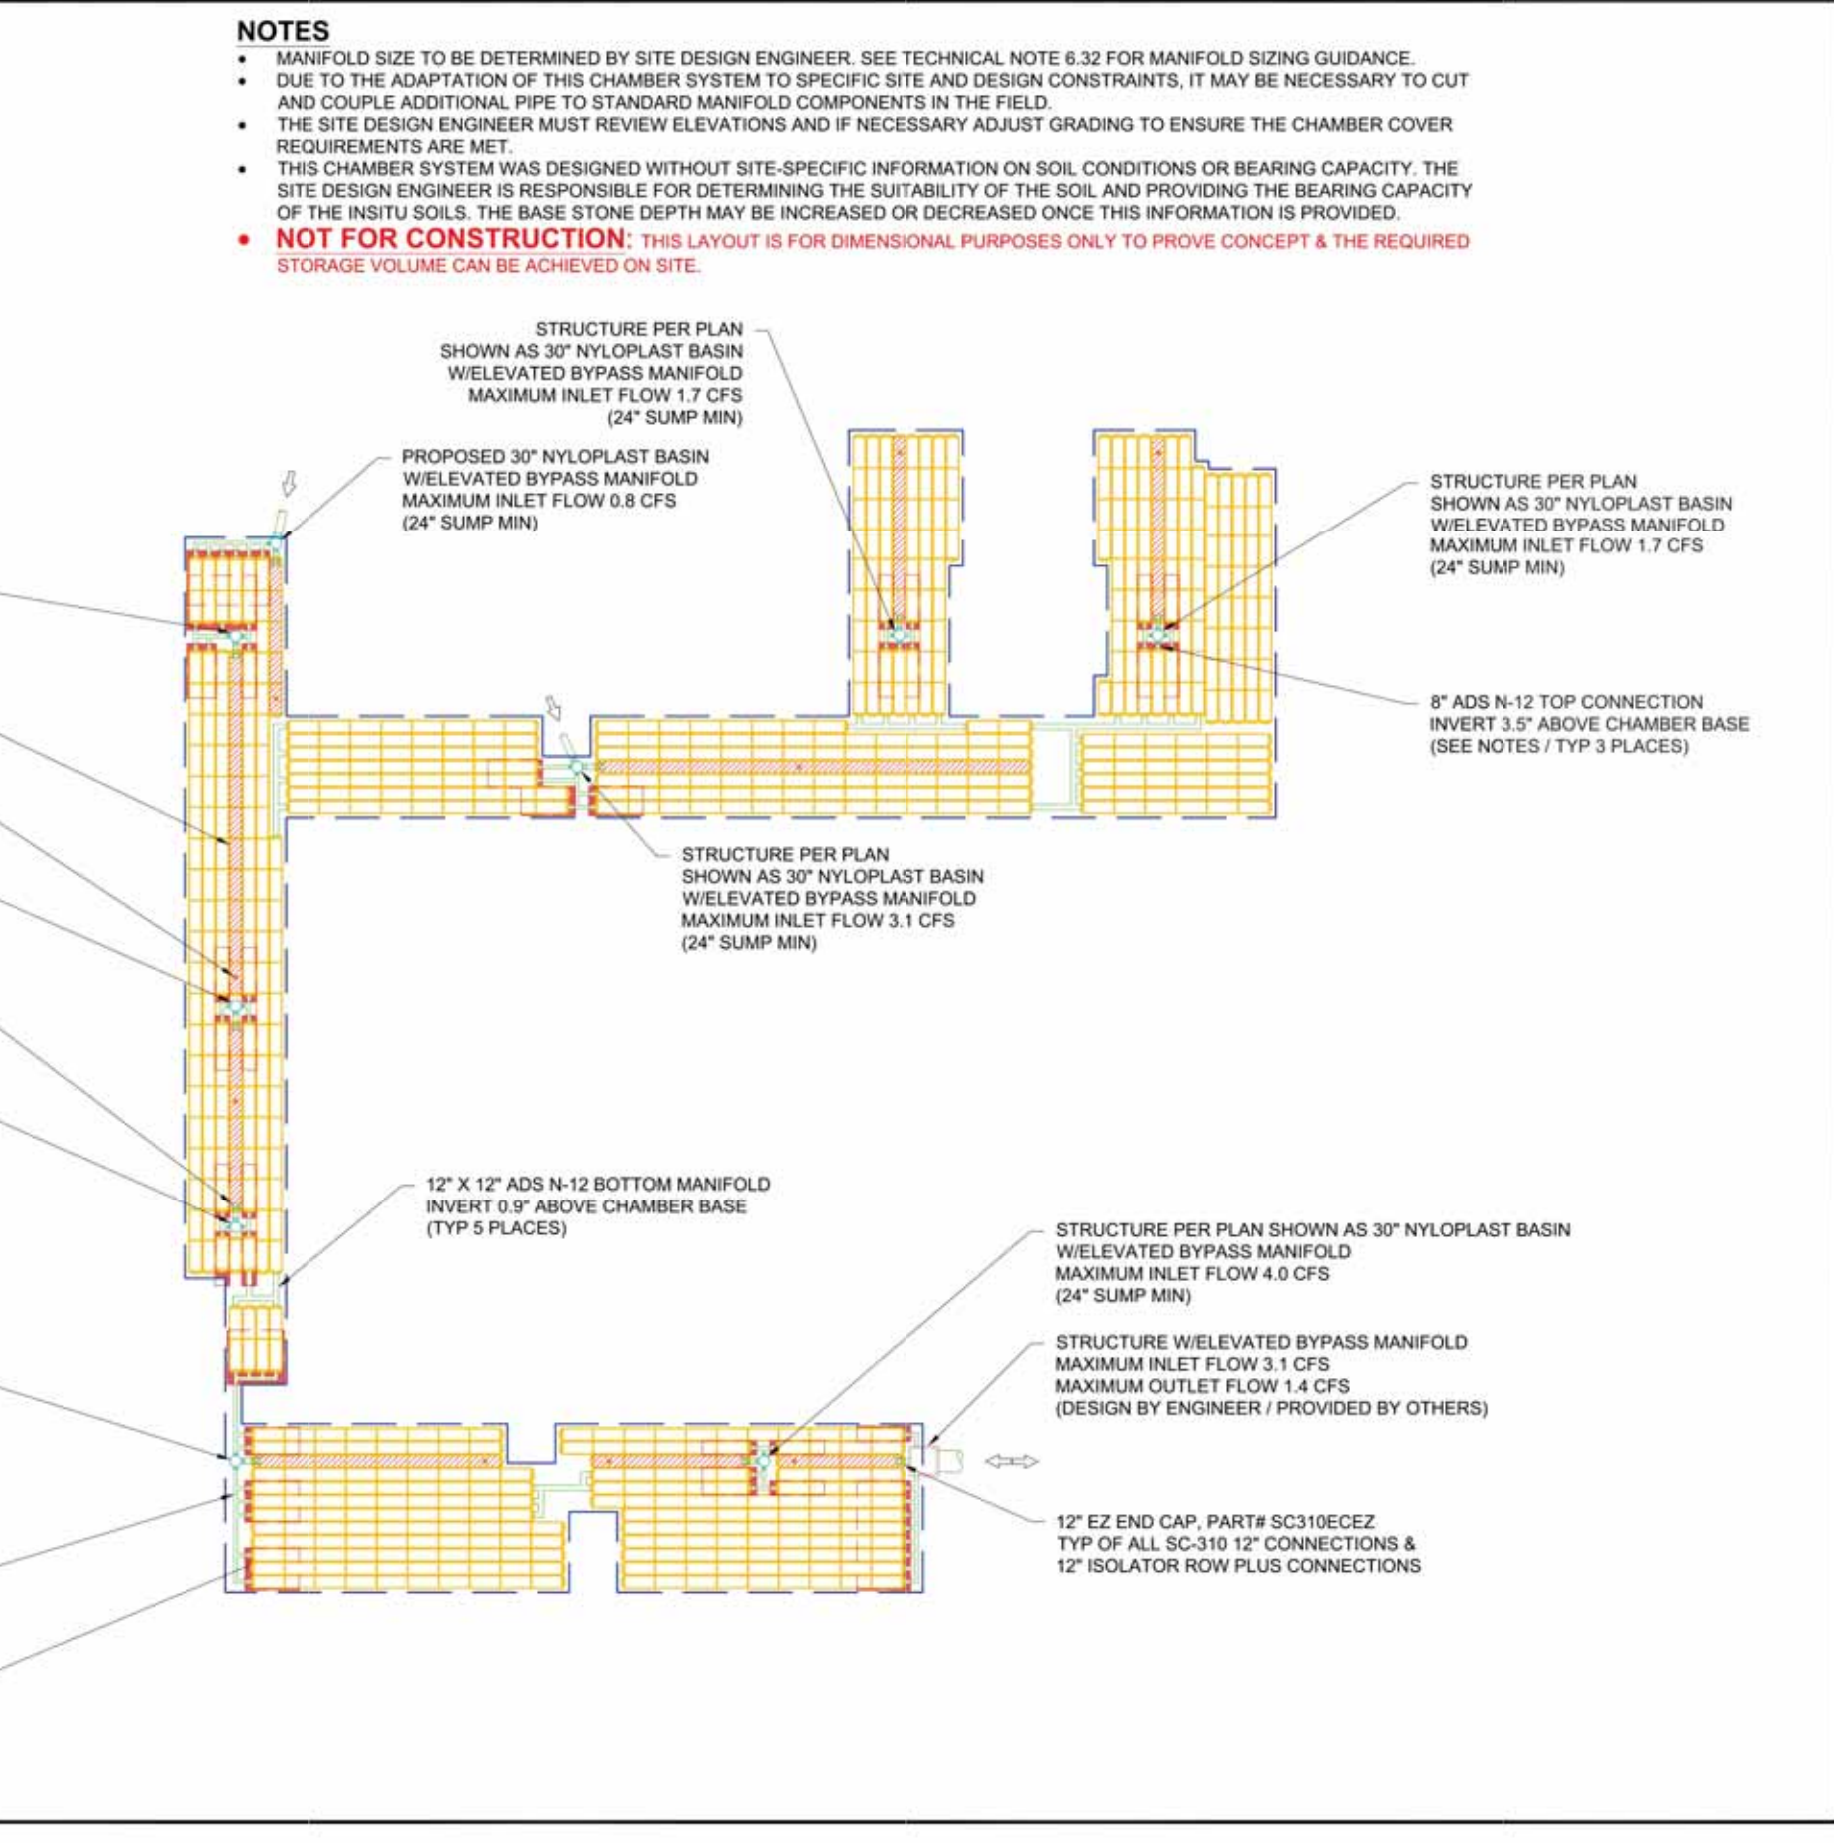 NOTES
• MANIFOLD SIZE TO BE DETERMINED BY SITE DESIGN ENGINEER. SEE TECHNICAL NOTE 6.32 FOR MANIFOLD SIZING GUIDANCE.
• DUE TO THE ADAPTATION OF THIS CHAMBER SYSTEM TO SPECIFIC SITE AND DESIGN CONSTRAINTS, IT MAY BE NECESSARY TO CUT
AND COUPLE ADDITIONAL PIPE TO STANDARD MANIFOLD COMPONENTS IN THE FIELD.
• THE SITE DESIGN ENGINEER MUST REVIEW ELEVATIONS AND IF NECESSARY ADJUST GRADING TO ENSURE THE CHAMBER COVER
REQUIREMENTS ARE MET.
• THIS CHAMBER SYSTEM WAS DESIGNED WITHOUT SITE-SPECIFIC INFORMATION ON SOIL CONDITIONS OR BEARING CAPACITY. THE
SITE DESIGN ENGINEER IS RESPONSIBLE FOR DETERMINING THE SUITABILITY OF THE SOIL AND PROVIDING THE BEARING CAPACITY
OF THE INSITU SOILS. THE BASE STONE DEPTH MAY BE INCREASED OR DECREASED ONCE THIS INFORMATION IS PROVIDED.
• NOT FOR CONSTRUCTION: THIS LAYOUT IS FOR DIMENSIONAL PURPOSES ONLY TO PROVE CONCEPT & THE REQUIRED
STORAGE VOLUME CAN BE ACHIEVED ON SITE.
STRUCTURE PER PLAN
SHOWN AS 30" NYLOPLAST BASIN
W/ELEVATED BYPASS MANIFOLD
MAXIMUM INLET FLOW 1.7 CFS
(24" SUMP MIN)
PROPOSED 30" NYLOPLAST BASIN
W/ELEVATED BYPASS MANIFOLD
MAXIMUM INLET FLOW 0.8 CFS
(24" SUMP MIN)
STRUCTURE PER PLAN
SHOWN AS 30" NYLOPLAST BASIN
W/ELEVATED BYPASS MANIFOLD
MAXIMUM INLET FLOW 1.7 CFS
(24" SUMP MIN)
8" ADS N-12 TOP CONNECTION
INVERT 3.5" ABOVE CHAMBER BASE
(SEE NOTES / TYP 3 PLACES)
STRUCTURE PER PLAN
SHOWN AS 30" NYLOPLAST BASIN
W/ELEVATED BYPASS MANIFOLD
MAXIMUM INLET FLOW 3.1 CFS
(24" SUMP MIN)
12" X 12" ADS N-12 BOTTOM MANIFOLD
INVERT 0.9" ABOVE CHAMBER BASE
(TYP 5 PLACES)
STRUCTURE PER PLAN SHOWN AS 30" NYLOPLAST BASIN
W/ELEVATED BYPASS MANIFOLD
MAXIMUM INLET FLOW 4.0 CFS
(24" SUMP MIN)
STRUCTURE W/ELEVATED BYPASS MANIFOLD
MAXIMUM INLET FLOW 3.1 CFS
MAXIMUM OUTLET FLOW 1.4 CFS
(DESIGN BY ENGINEER / PROVIDED BY OTHERS)
12" EZ END CAP, PART# SC310ECEZ
TYP OF ALL SC-310 12" CONNECTIONS &
12" ISOLATOR ROW PLUS CONNECTIONS